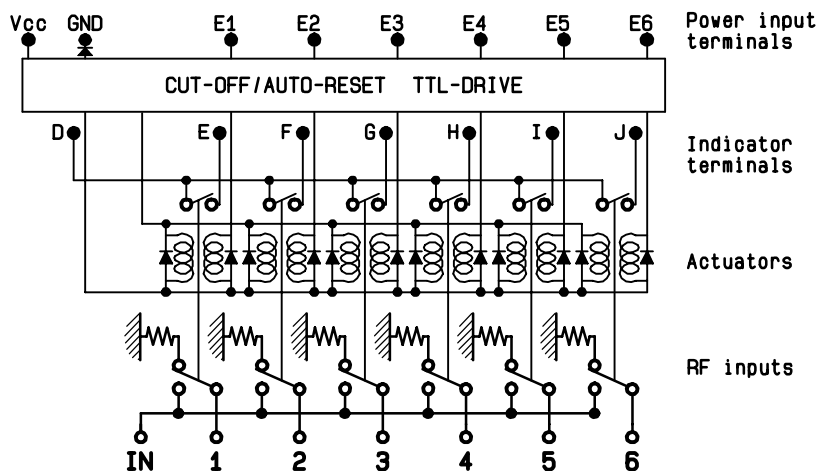 Vcc GND E1 E2 E3 E4 E5 E6 Power input
terminals
CUT-OFF/AUTO-RESET TTL-DRIVE
D E F G H I J Indicator
terminals
Actuators
RF inputs
IN 1 2 3 4 5 6